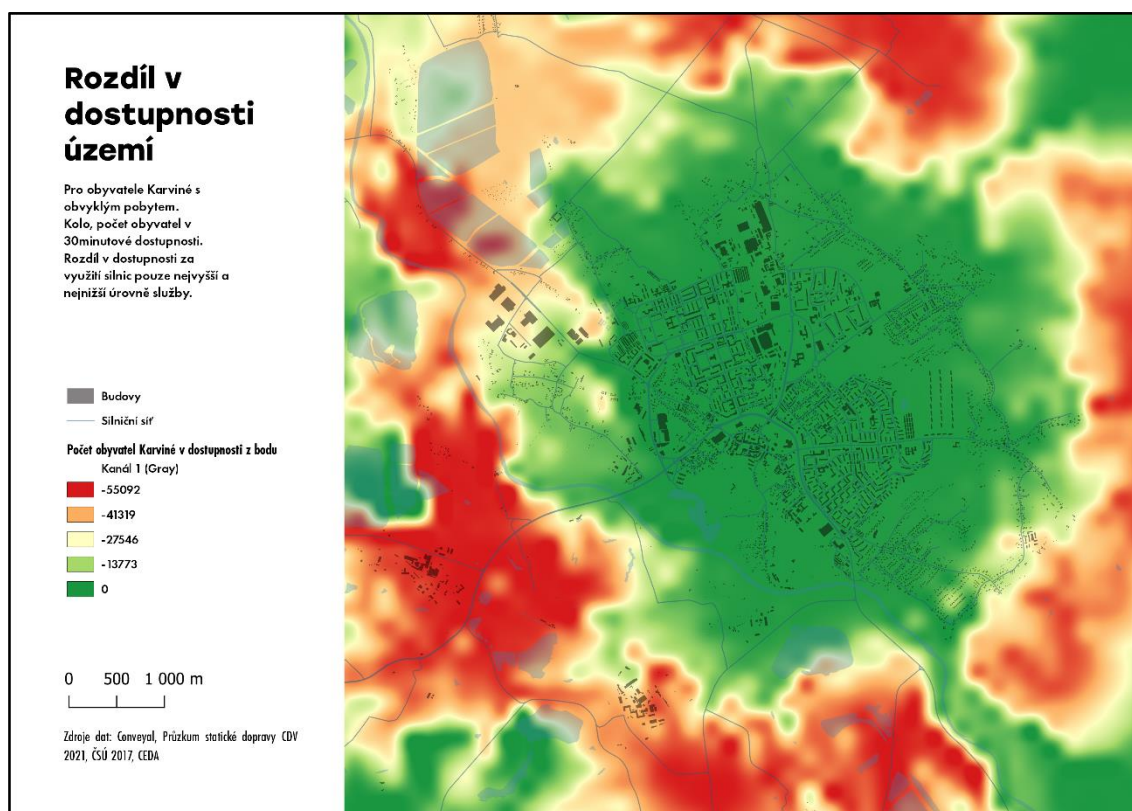 Rozdíl v
dostupnosti
území
Pro obyvatele Karviné s
obvyklým pobytem.
Kolo, počet obyvatel v
30minutové dostupnosti.
Rozdíl v dostupnosti za
využití silnic pouze nejvyšší a
nejnižší úrovně služby.
Budovy
Silniční síť
Počet obyvatel Karviné v dostupnosti z bodu
Kanál 1 (Gray)
-55092
-41319
-27546
-13773
0
0 500 1 000 m
Zdroje dat: Conveyal, Průzkum statické dopravy CDV
2021, ČSÚ 2017, CEDA